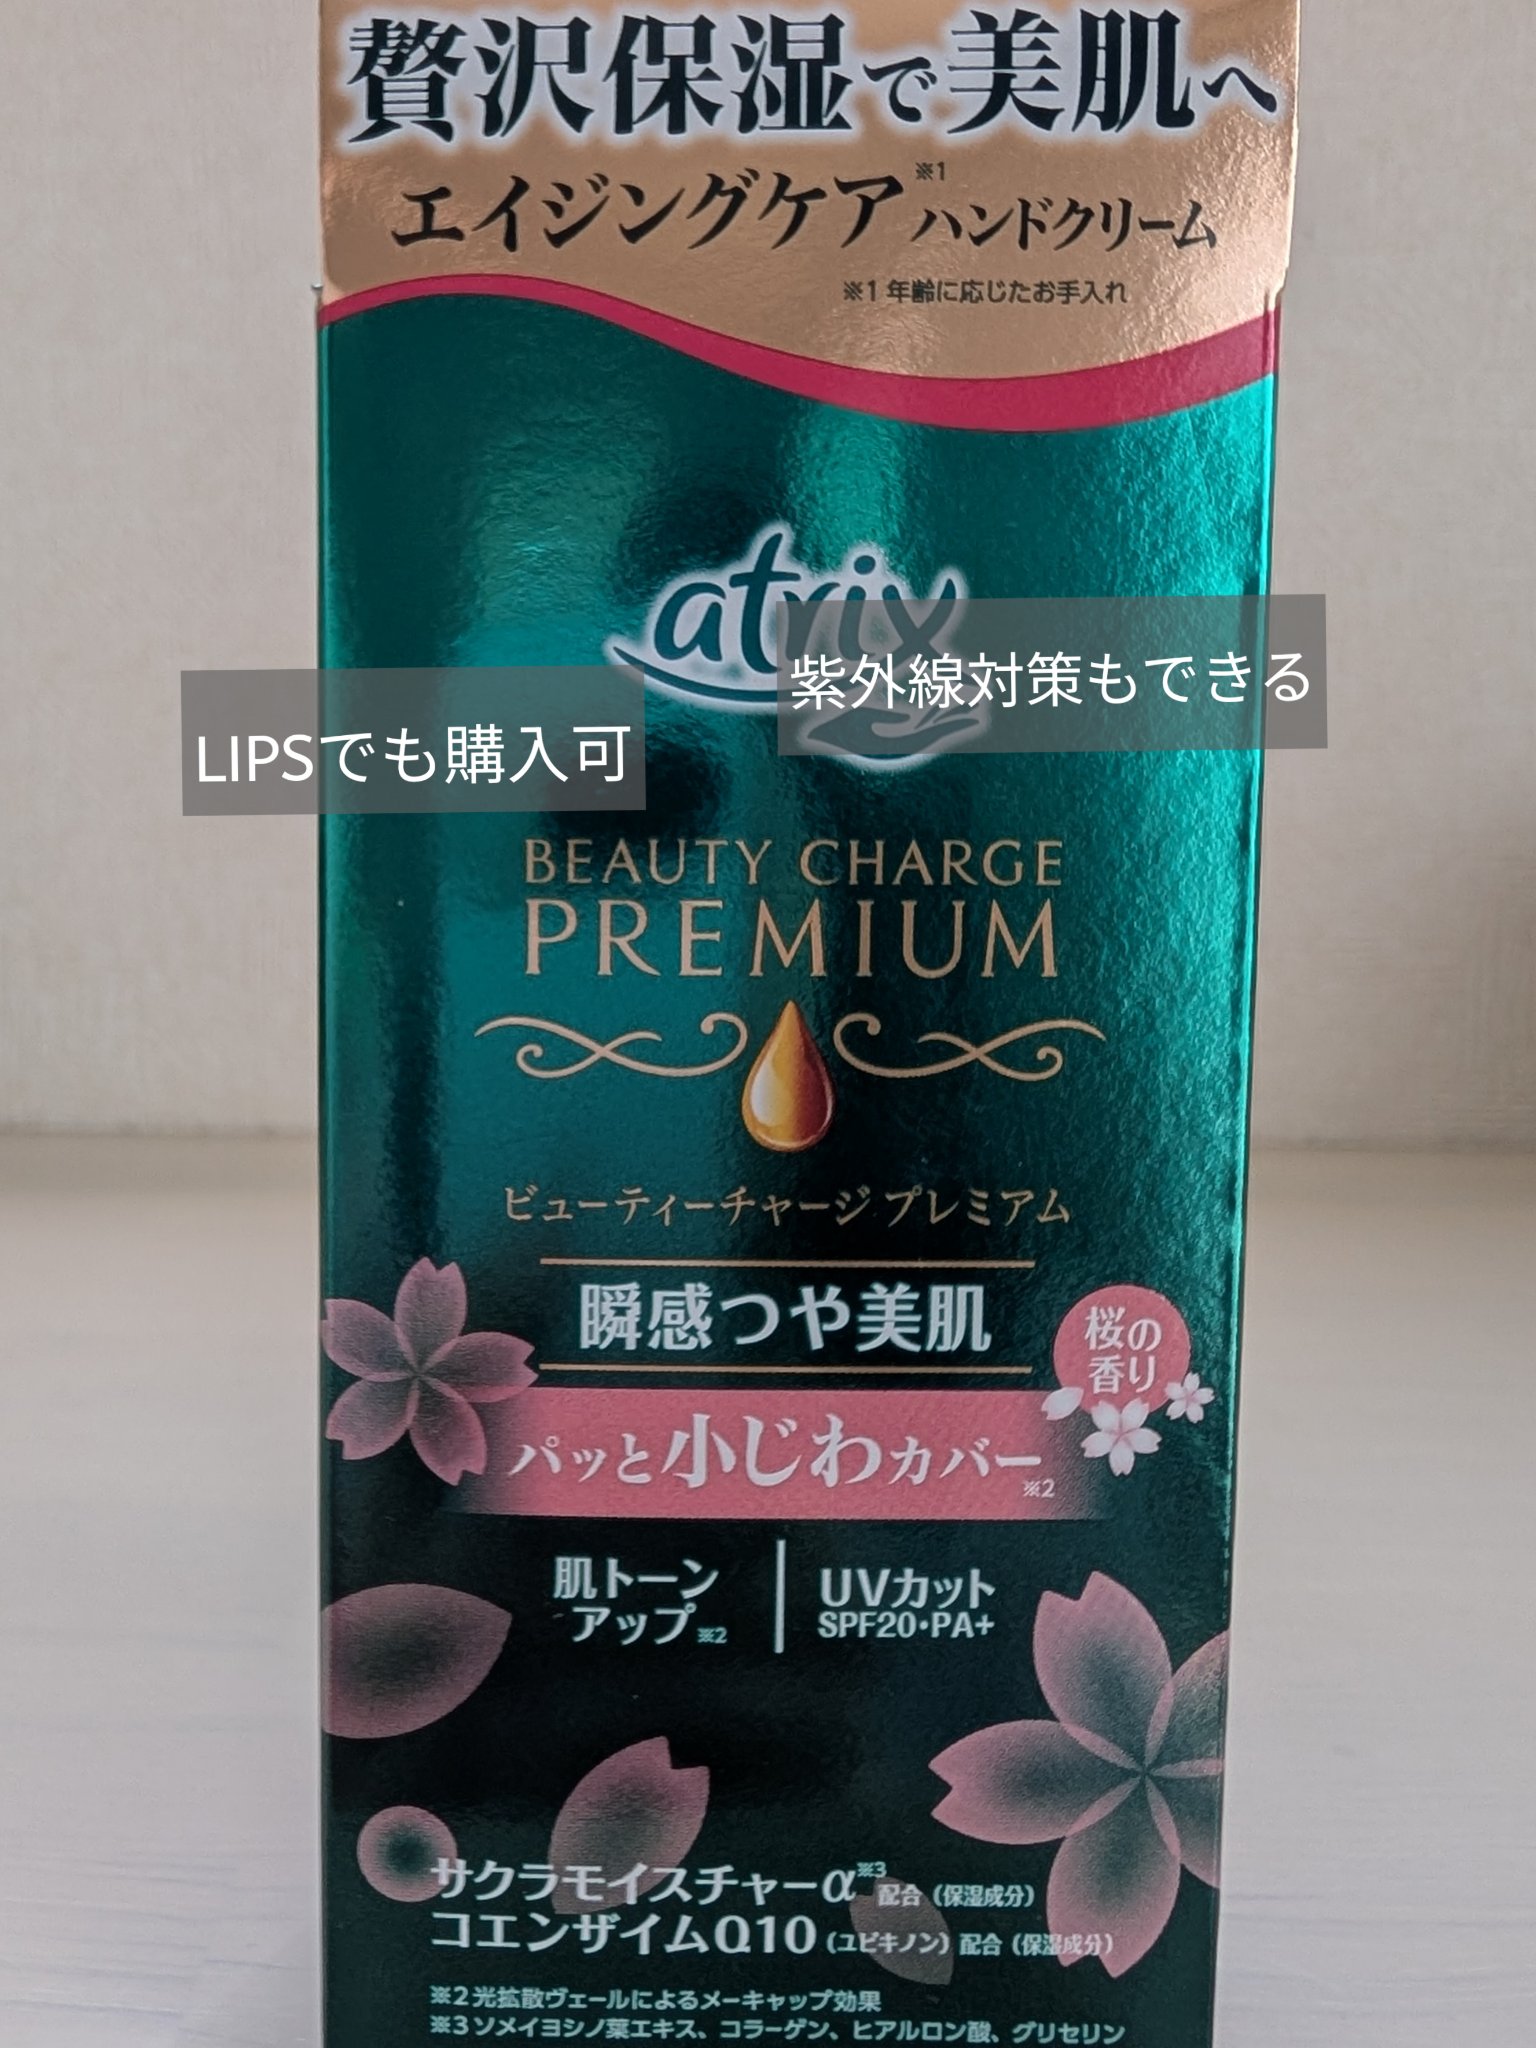 贅沢保湿で美肌へ
エイジングケア※1ハンドクリーム
※1 年齢に応じたお手入れ
atrix
紫外線対策もできる
LIPSでも購入可
BEAUTY CHARGE
PREMIUM
ビューティーチャージ プレミアム
瞬感つや美肌
桜の
香り
パッと小じわカバー※2
肌トーン
アップ※2
UVカット
SPF20・PA+
サクラモイスチャーα※3 配合（保湿成分）
コエンザイムQ10（ユビキノン）配合（保湿成分）
※2 光拡散ヴェールによるメーキャップ効果
※3 ソメイヨシノ葉エキス、コラーゲン、ヒアルロン酸、グリセリン